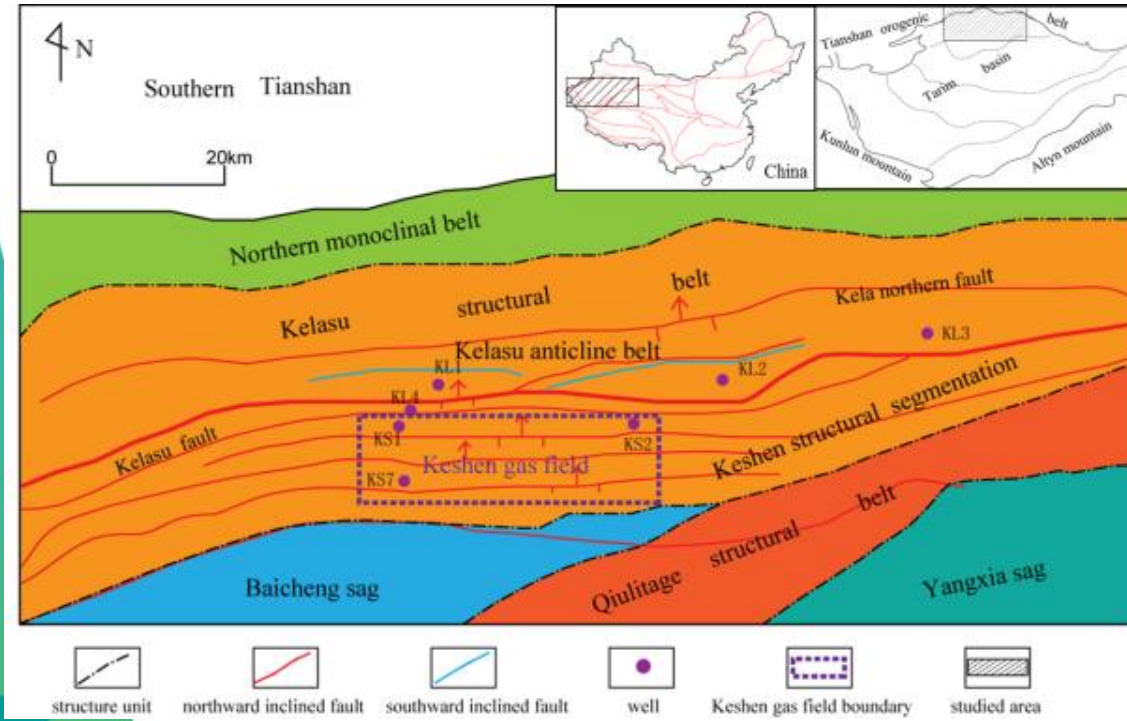 N
Southern Tianshan
0 20km
China
Tianshan orogenic belt
Tarim basin
Kunlun mountain
Altyn mountain
Northern monoclinal belt
Kelasu structural belt
Kela northern fault
Kelasu anticline belt
KL1
KL2
KL3
KL4
KS1
KS2
Kelasu fault
Keshen gas field
KS7
Keshen structural segmentation
Baicheng sag
Qiulitage structural belt
Yangxia sag
structure unit
northward inclined fault
southward inclined fault
well
Keshen gas field boundary
studied area